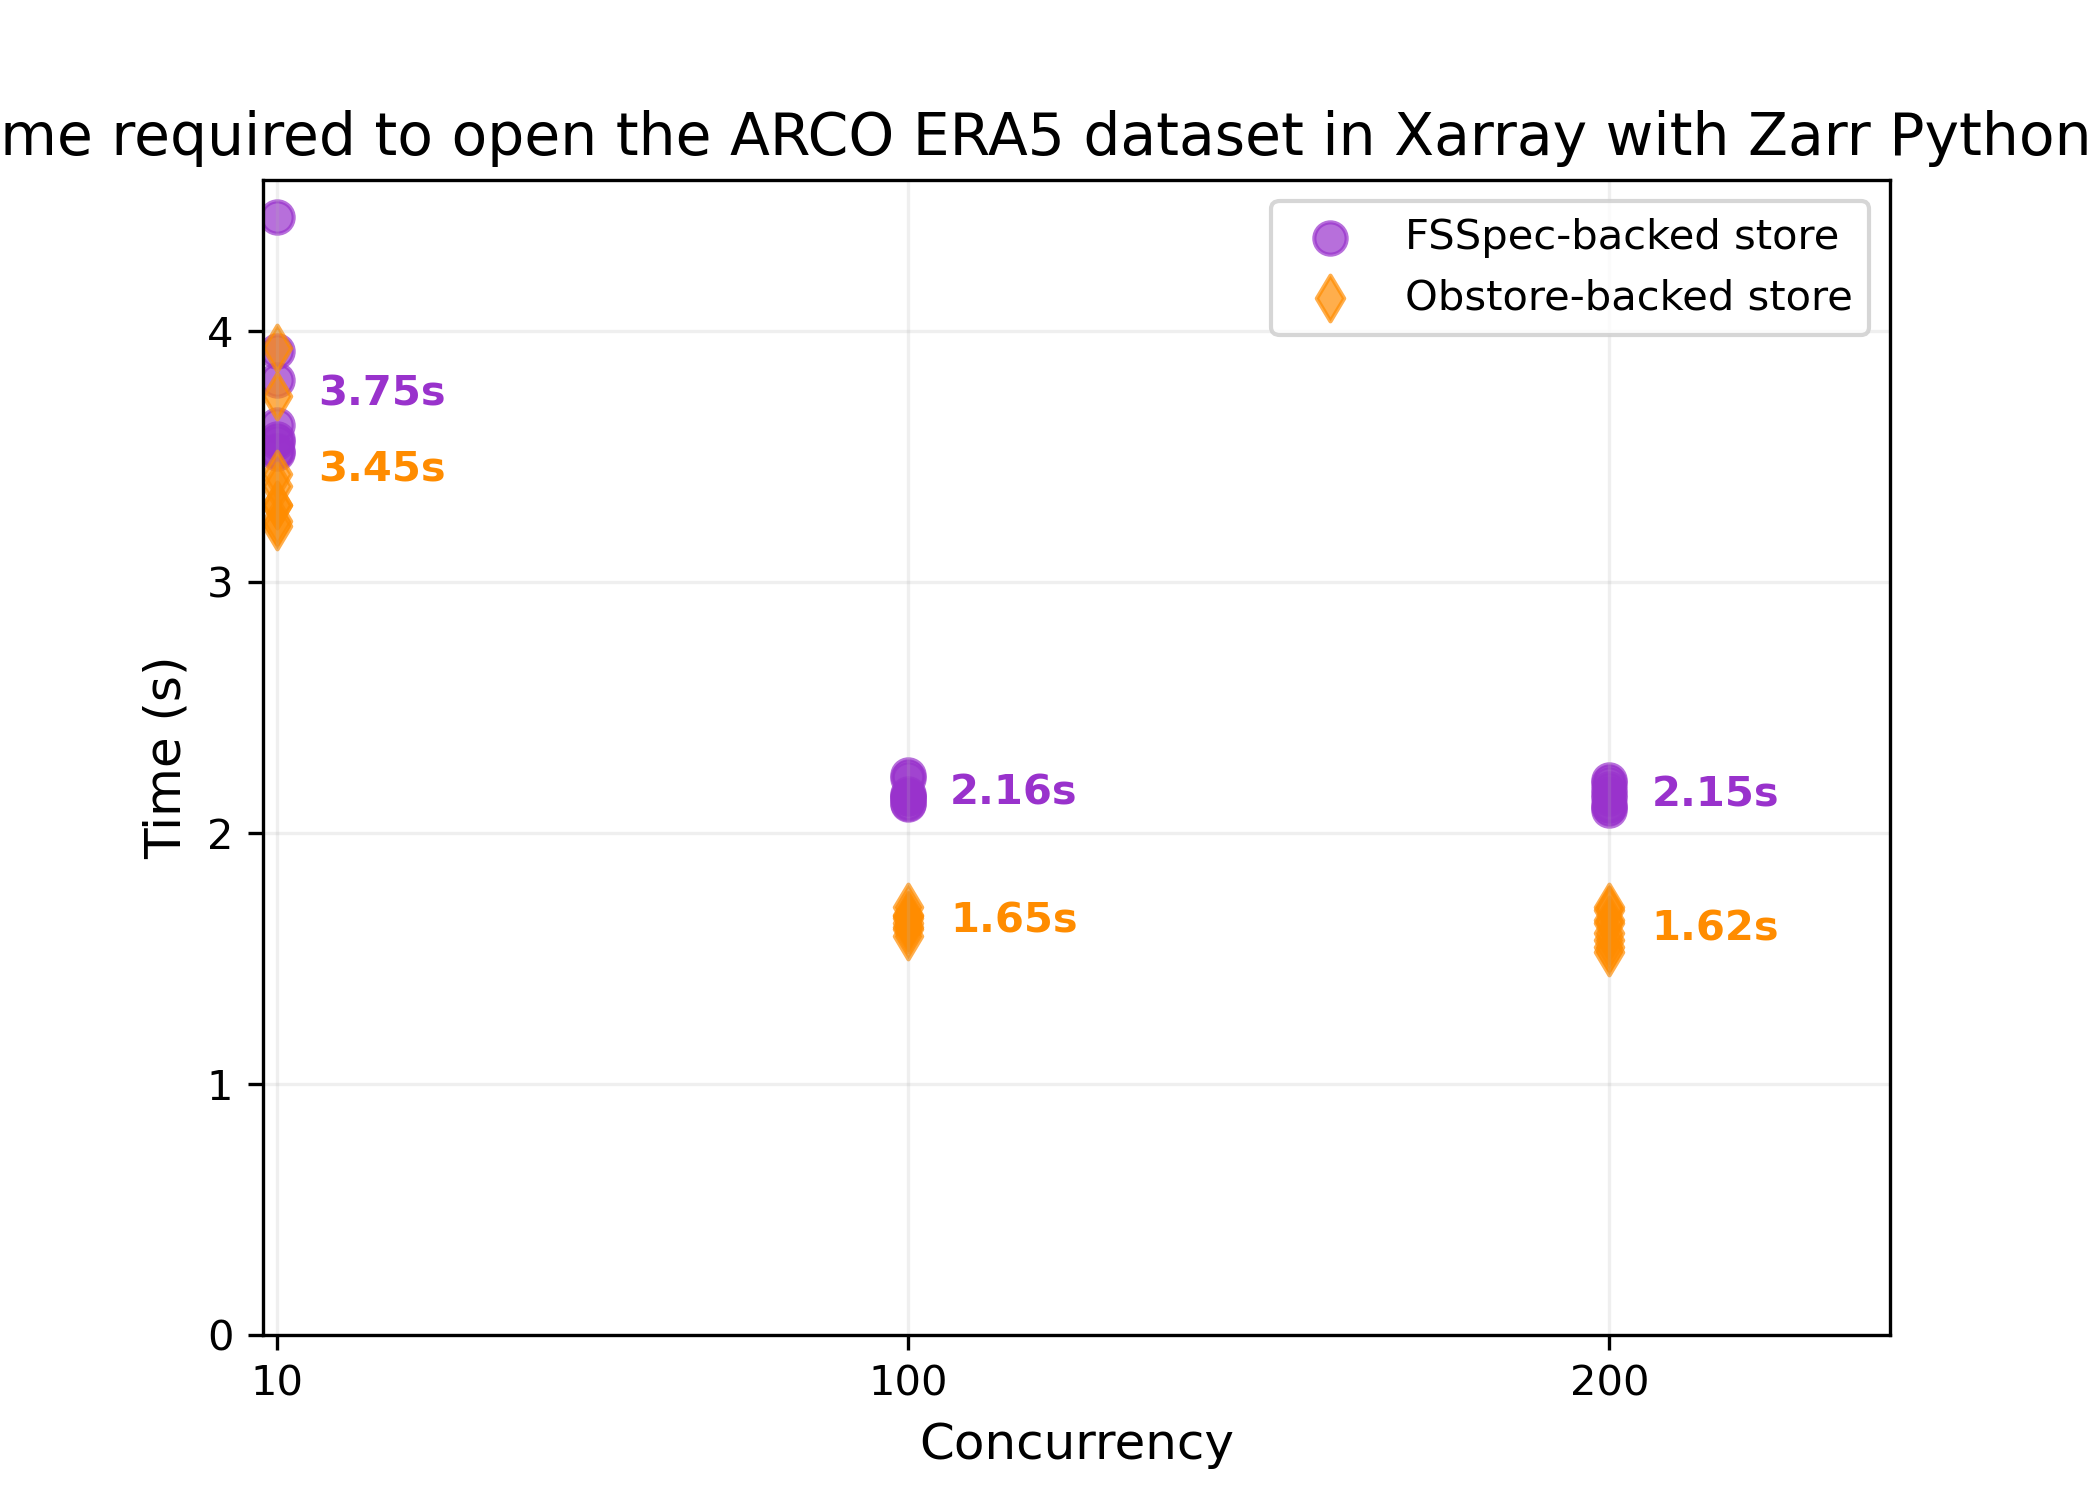 me required to open the ARCO ERA5 dataset in Xarray with Zarr Python
FSSpec-backed store
Obstore-backed store
4
3.75s
3.45s
3
Time (s)
2.16s
2.15s
2
1.65s
1.62s
1
0
10
100
200
Concurrency